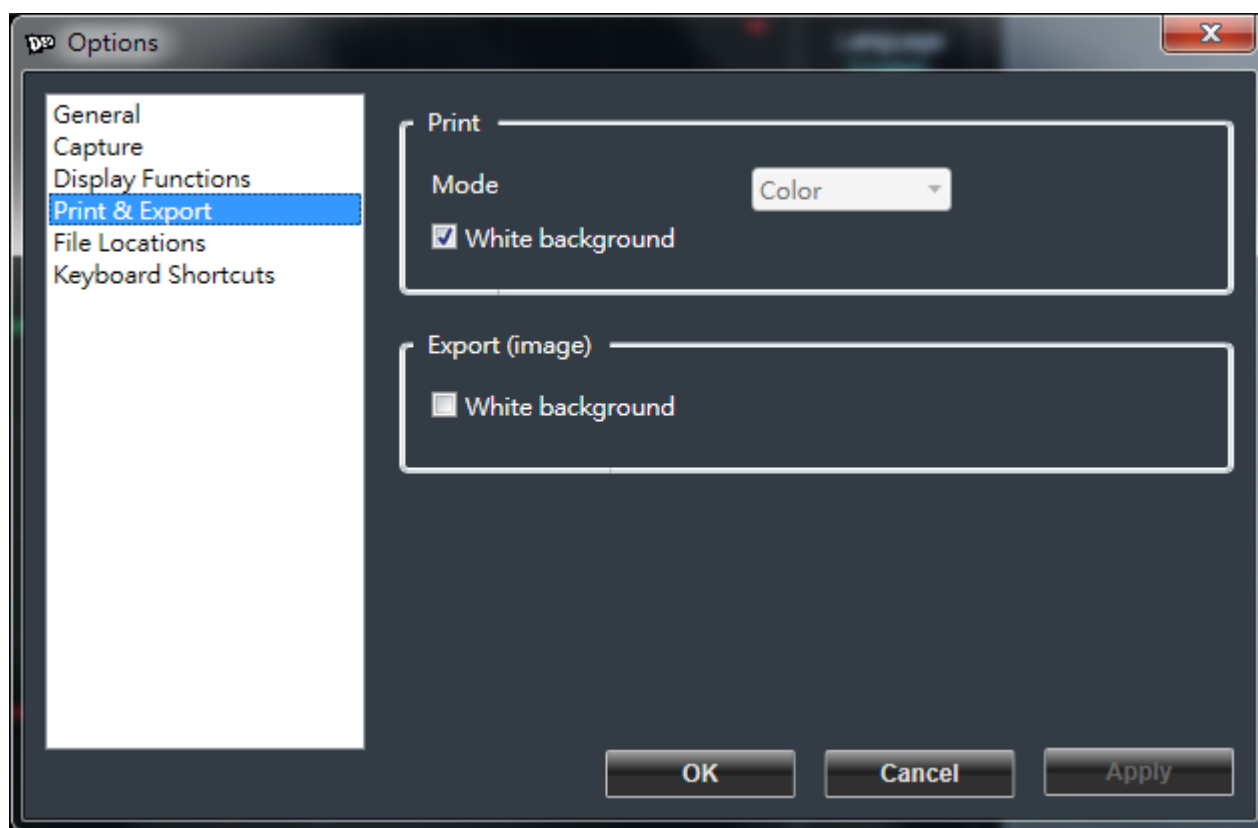 Options
General
Capture
Display Functions
Print & Export
File Locations
Keyboard Shortcuts
Print
Mode
Color
White background
Export (image)
White background
OK
Cancel
Apply